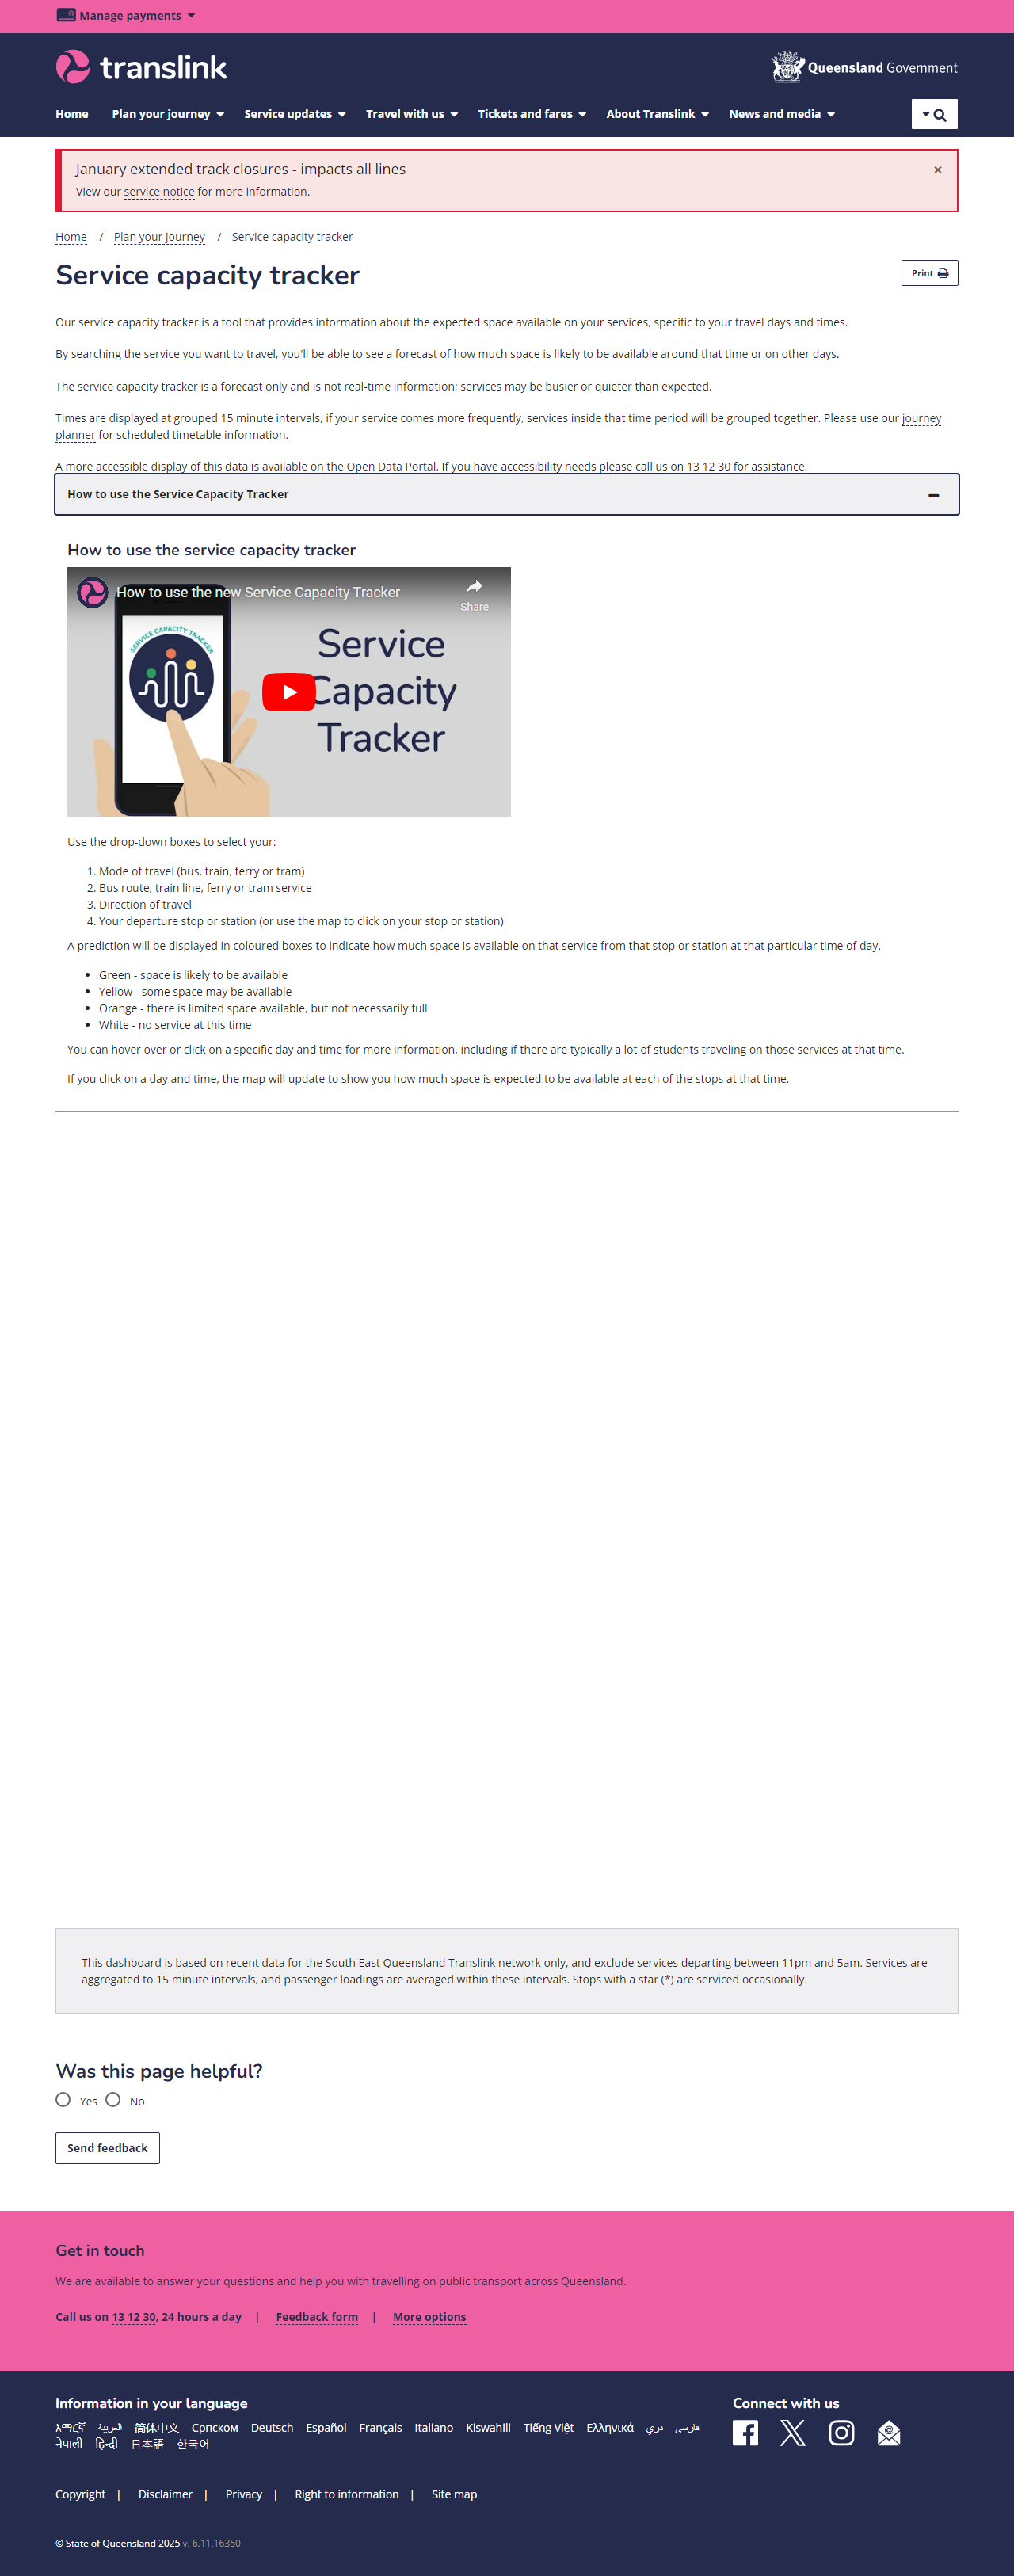 Manage payments
translink
Queensland Government
Home Plan your journey Service updates Travel with us Tickets and fares About Translink News and media
January extended track closures - impacts all lines ×
View our service notice for more information.
Home / Plan your journey / Service capacity tracker
Service capacity tracker
Print
Our service capacity tracker is a tool that provides information about the expected space available on your services, specific to your travel days and times.
By searching the service you want to travel, you'll be able to see a forecast of how much space is likely to be available around that time or on other days.
The service capacity tracker is a forecast only and is not real-time information; services may be busier or quieter than expected.
Times are displayed at grouped 15 minute intervals, if your service comes more frequently, services inside that time period will be grouped together. Please use our journey
planner for scheduled timetable information.
A more accessible display of this data is available on the Open Data Portal. If you have accessibility needs please call us on 13 12 30 for assistance.
How to use the Service Capacity Tracker
How to use the service capacity tracker
How to use the new Service Capacity Tracker
Share
SERVICE CAPACITY TRACKER
Service
Capacity
Tracker
Use the drop-down boxes to select your:
1. Mode of travel (bus, train, ferry or tram)
2. Bus route, train line, ferry or tram service
3. Direction of travel
4. Your departure stop or station (or use the map to click on your stop or station)
A prediction will be displayed in coloured boxes to indicate how much space is available on that service from that stop or station at that particular time of day.
• Green - space is likely to be available
• Yellow - some space may be available
• Orange - there is limited space available, but not necessarily full
• White - no service at this time
You can hover over or click on a specific day and time for more information, including if there are typically a lot of students traveling on those services at that time.
If you click on a day and time, the map will update to show you how much space is expected to be available at each of the stops at that time.
This dashboard is based on recent data for the South East Queensland Translink network only, and exclude services departing between 11pm and 5am. Services are
aggregated to 15 minute intervals, and passenger loadings are averaged within these intervals. Stops with a star (*) are serviced occasionally.
Was this page helpful?
Yes No
Send feedback
Get in touch
We are available to answer your questions and help you with travelling on public transport across Queensland.
Call us on 13 12 30, 24 hours a day | Feedback form | More options
Information in your language
አማርኛ العربية 简体中文 Српском Deutsch Español Français Italiano Kiswahili Tiếng Việt Ελληνικά دري فارسی
नेपाली हिन्दी 日本語 한국어
Connect with us
Copyright | Disclaimer | Privacy | Right to information | Site map
© State of Queensland 2025 v. 6.11.16350